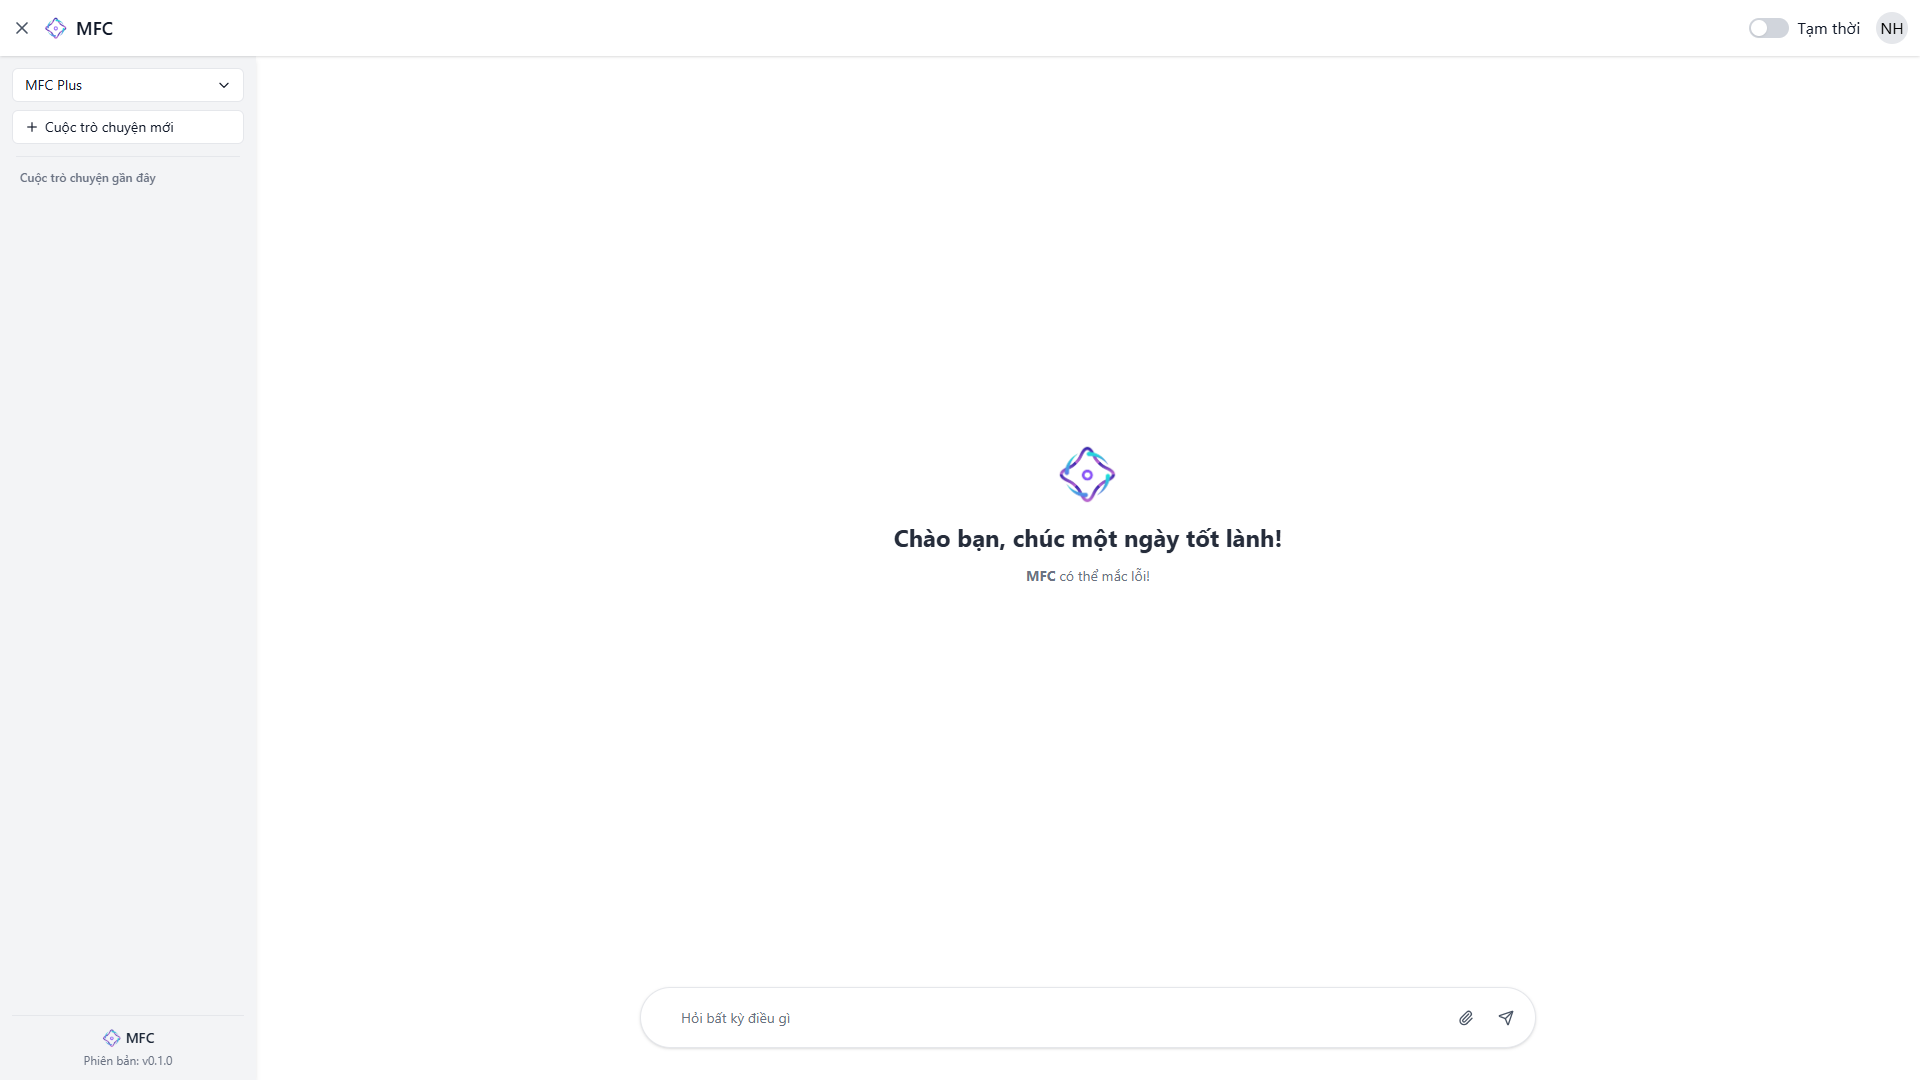 MFC
Tạm thời
NH
MFC Plus
Cuộc trò chuyện mới
Cuộc trò chuyện gần đây
Chào bạn, chúc một ngày tốt lành!
MFC có thể mắc lỗi!
Hỏi bất kỳ điều gì
MFC
Phiên bản: v0.1.0